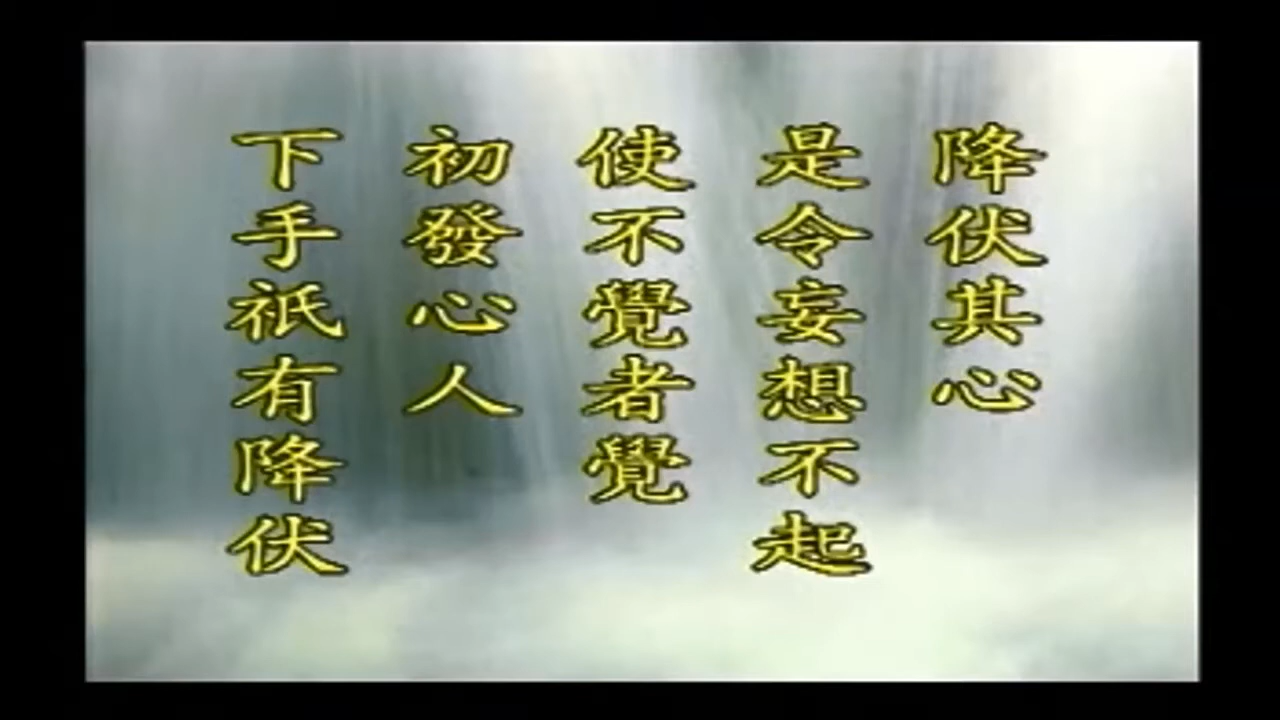 降伏其心
是令妄想不起
使不覺者覺
初發心人
下手祇有降伏